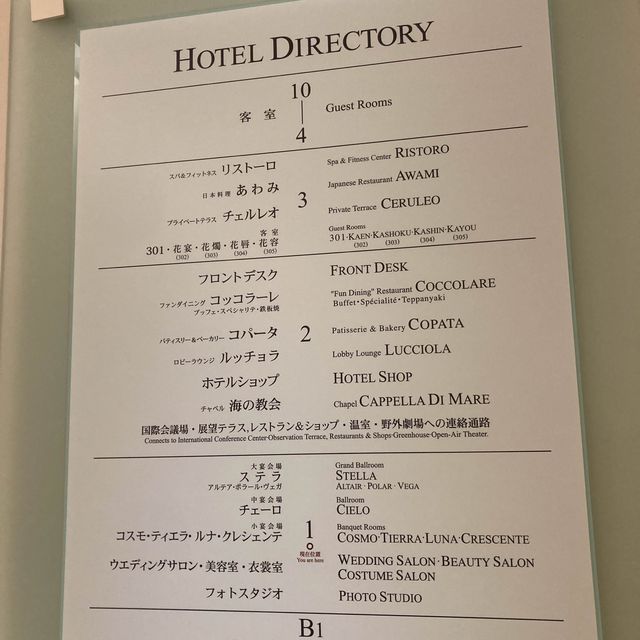 HOTEL DIRECTORY
10
客室
Guest Rooms
4
スパ&フィットネス リストーロ
Spa & Fitness Center RISTORO
日本料理 あわみ
Japanese Restaurant AWAMI
3
プライベートテラス チェルレオ
Private Terrace CERULEO
客室
Guest Rooms
301・花宴・花燭・花唇・花容
301・KAEN・KASHOKU・KASHIN・KAYOU
(302) (303) (304) (305)
(302) (303) (304) (305)
フロントデスク
FRONT DESK
ファンダイニング コッコラーレ
"Fun Dining" Restaurant COCCOLARE
ブッフェ・スペシャリテ・鉄板焼
Buffet・Spécialité・Teppanyaki
2
パティスリー&ベーカリー コパータ
Patisserie & Bakery COPATA
ロビーラウンジ ルッチョラ
Lobby Lounge LUCCIOLA
ホテルショップ
HOTEL SHOP
チャペル 海の教会
Chapel CAPPELLA DI MARE
国際会議場・展望テラス,レストラン&ショップ・温室・野外劇場への連絡通路
Connects to International Conference Center・Observation Terrace, Restaurants & Shops・Greenhouse・Open-Air Theater.
大宴会場
Grand Ballroom
ステラ
STELLA
アルテア・ポラール・ヴェガ
ALTAIR・POLAR・VEGA
中宴会場
Ballroom
チェーロ
CIELO
小宴会場
Banquet Rooms
コスモ・ティエラ・ルナ・クレシェンテ
COSMO・TIERRA・LUNA・CRESCENTE
1
現在位置
You are here
ウエディングサロン・美容室・衣裳室
WEDDING SALON・BEAUTY SALON
COSTUME SALON
フォトスタジオ
PHOTO STUDIO
B1